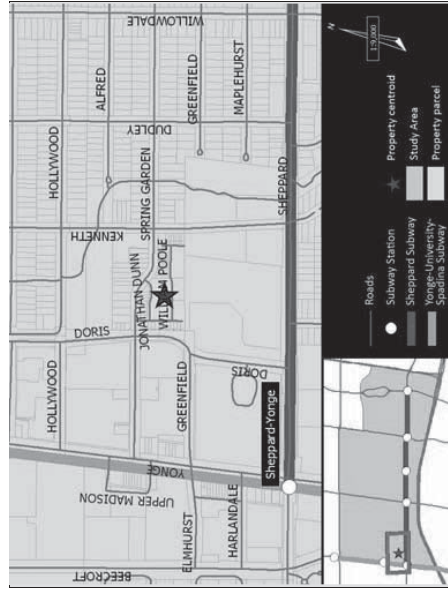 WILLOWDALE
ALFRED
HOLLYWOOD
GREENFIELD
MAPLEHURST
DUDLEY
SPRING GARDEN
SHEPPARD
KENNETH
JONATHAN DUNN
POOLE
DORIS
HOLLYWOOD
GREENFIELD
DORIS
Sheppard-Yonge
YONGE
UPPER MADISON
ELMHURST
HARLANDALE
BEECROFT
N
1:9,000
Roads
Subway Station
Sheppard Subway
Yonge-University-
Spadina Subway
Property centroid
Study Area
Property parcel